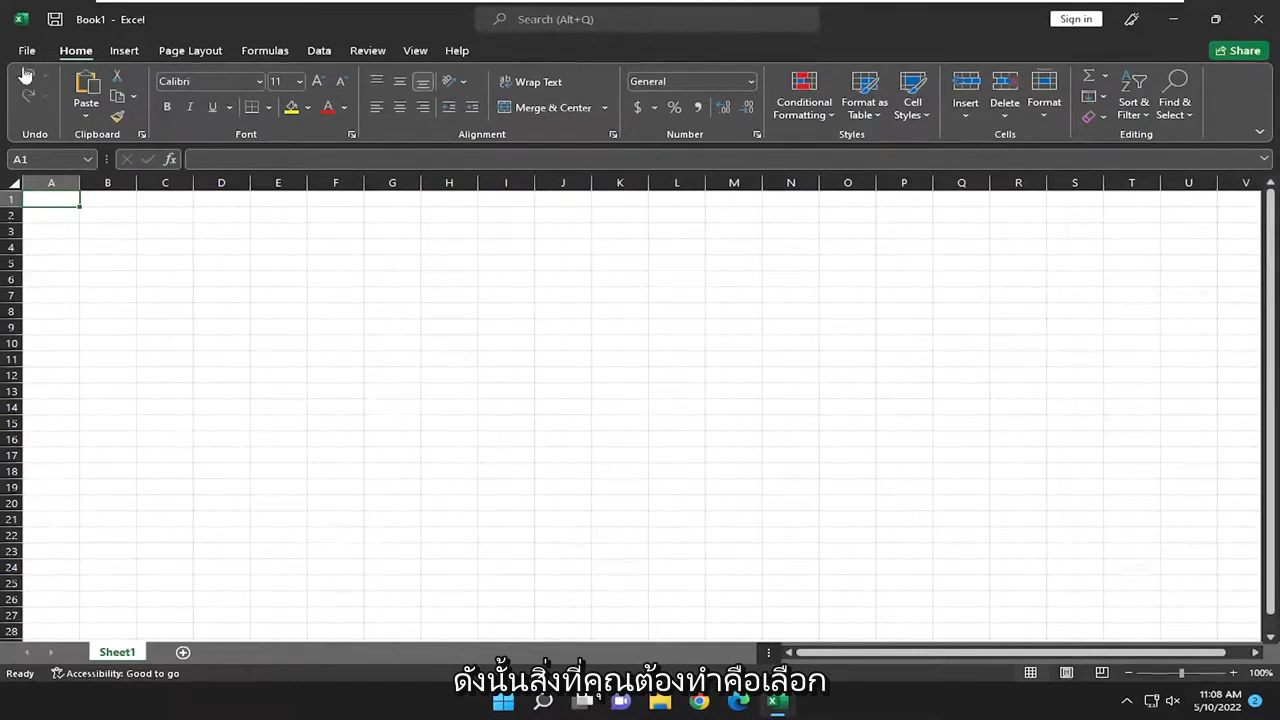 Book1 - Excel
Search (Alt+Q)
Sign in
File Home Insert Page Layout Formulas Data Review View Help
Share
Calibri 11
Wrap Text
General
Paste
B I U
Merge & Center
$ %
Conditional Formatting
Format as Table
Cell Styles
Insert Delete Format
Sort & Filter
Find & Select
Undo Clipboard Font Alignment Number Styles Cells Editing
A1 fx
A B C D E F G H I J K L M N O P Q R S T U V
1
2
3
4
5
6
7
8
9
10
11
12
13
14
15
16
17
18
19
20
21
22
23
24
25
26
27
28
Sheet1
Ready Accessibility: Good to go 100%
ดังนั้นสิ่งที่คุณต้องทำคือเลือก
11:08 AM
5/10/2022 2